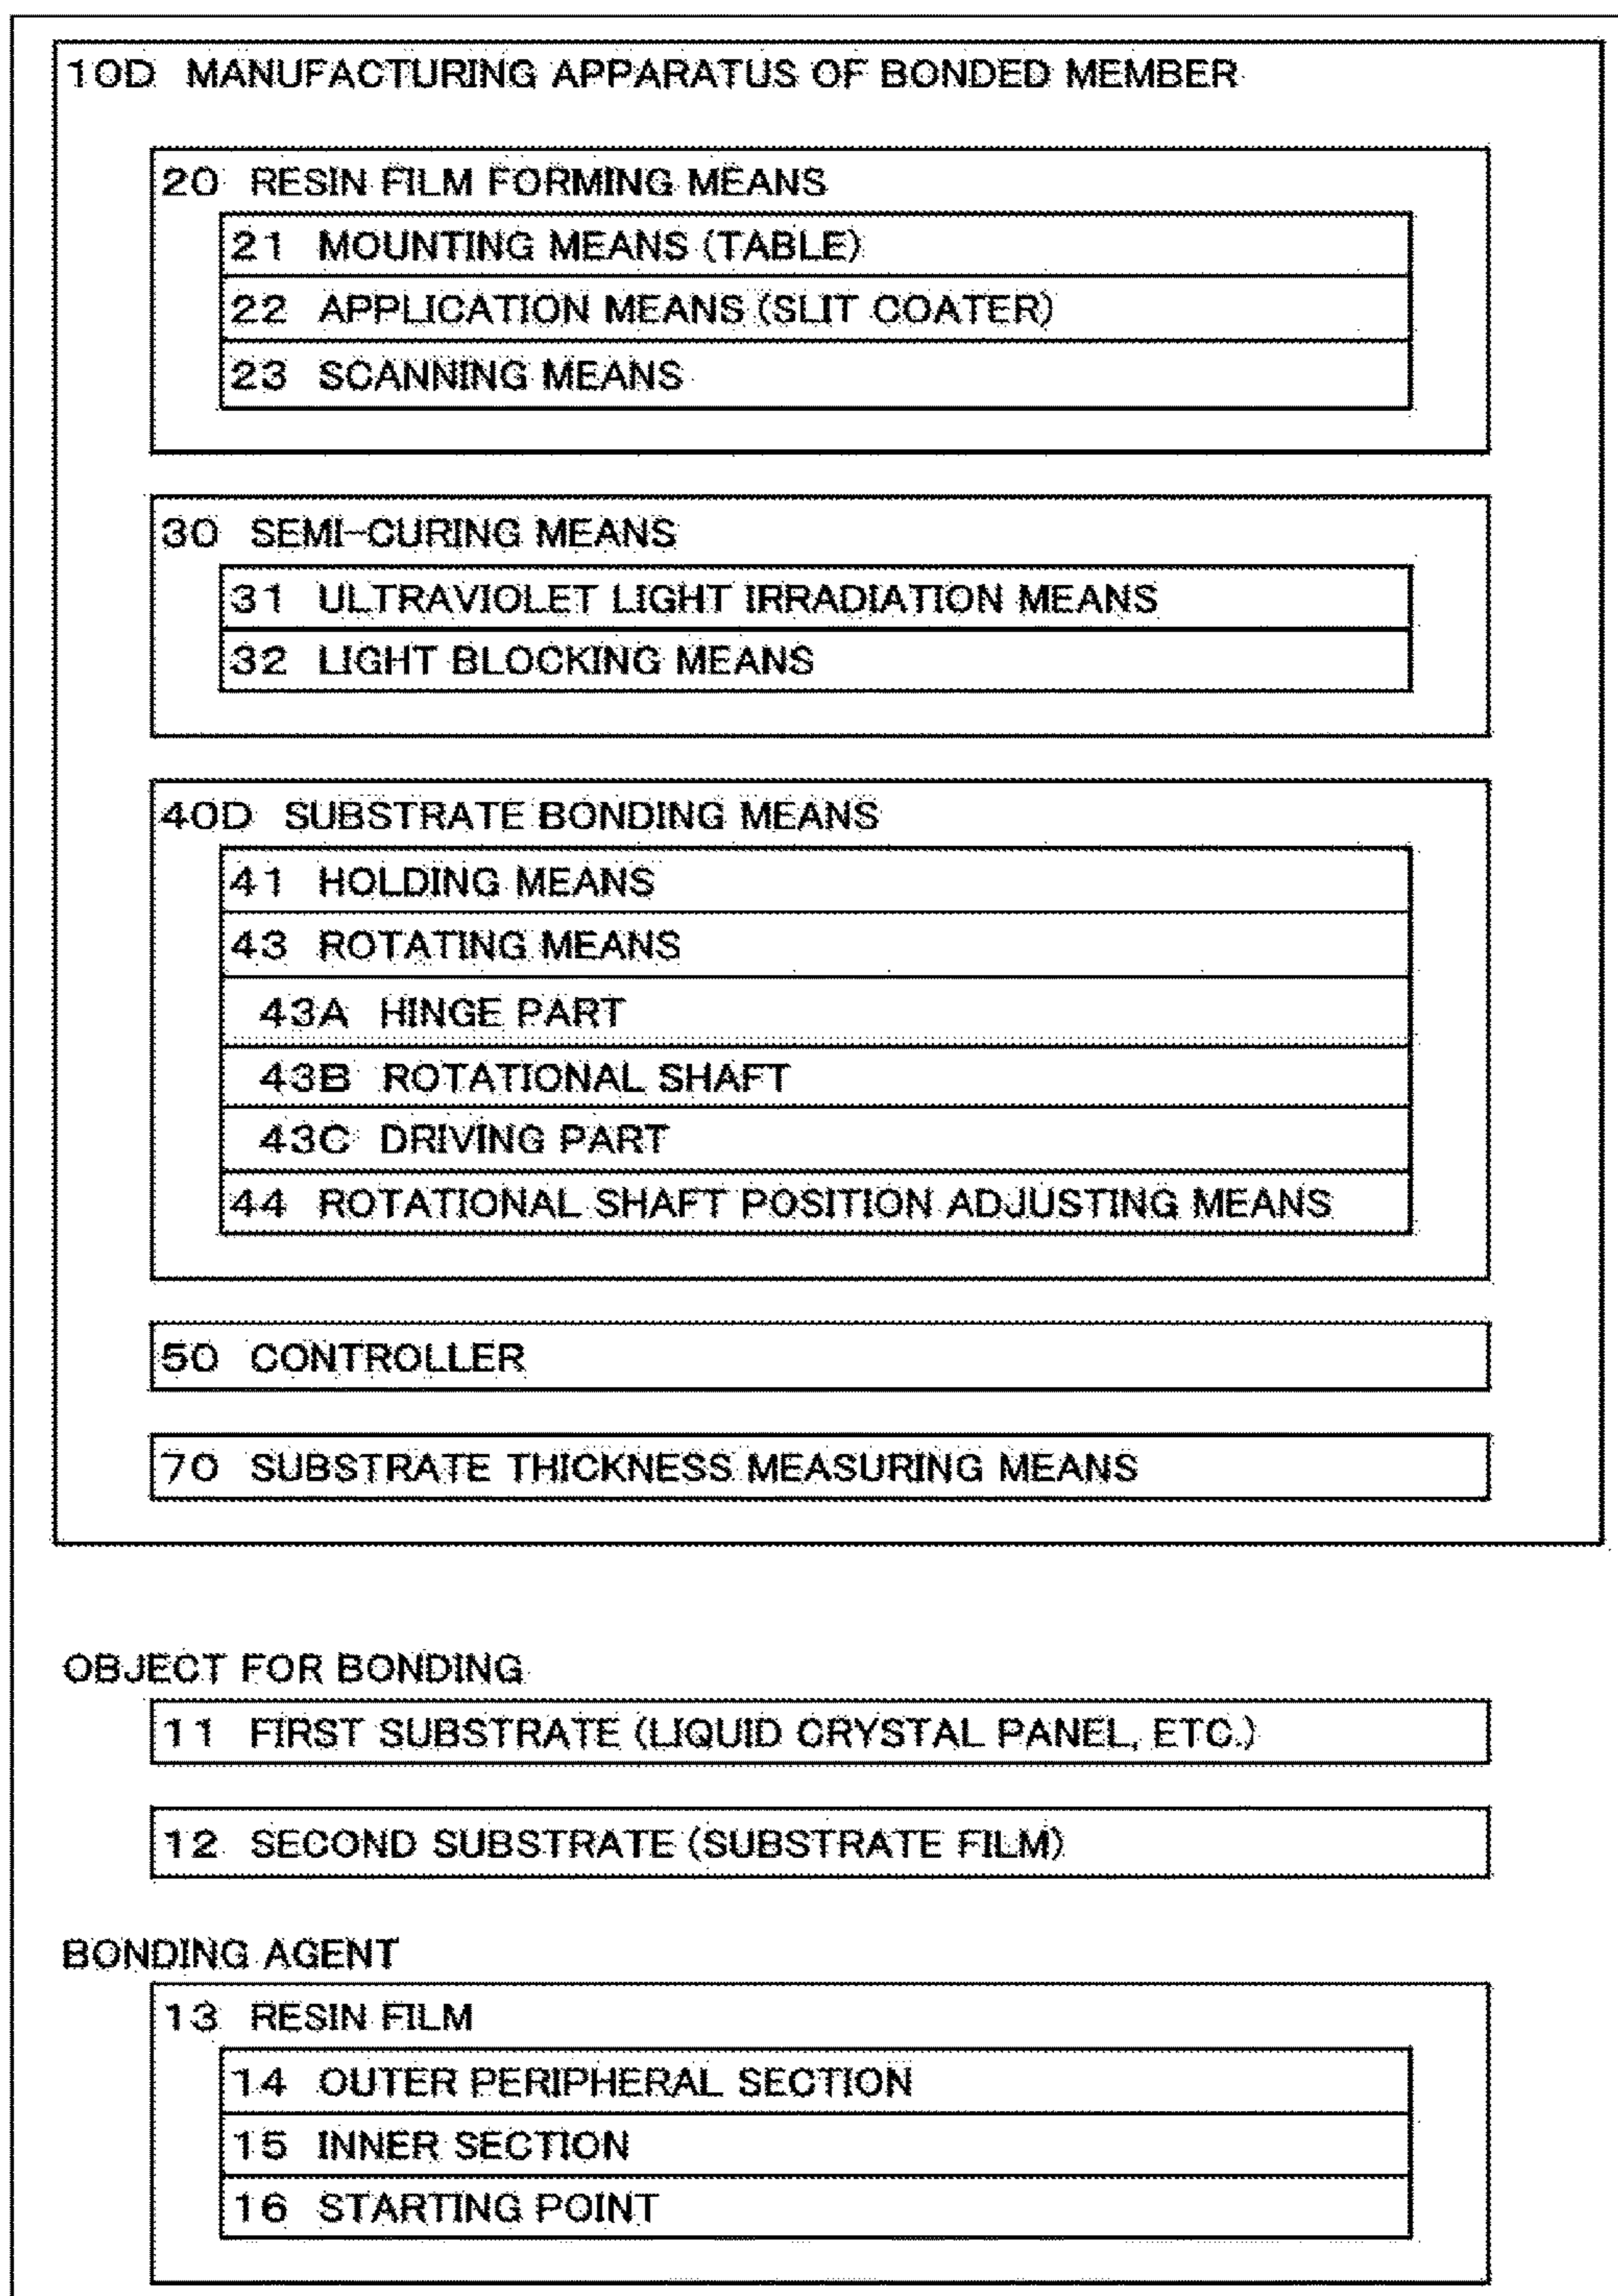 10D MANUFACTURING APPARATUS OF BONDED MEMBER
20 RESIN FILM FORMING MEANS
21 MOUNTING MEANS (TABLE)
22 APPLICATION MEANS (SLIT COATER)
23 SCANNING MEANS
30 SEMI-CURING MEANS
31 ULTRAVIOLET LIGHT IRRADIATION MEANS
32 LIGHT BLOCKING MEANS
40D SUBSTRATE BONDING MEANS
41 HOLDING MEANS
43 ROTATING MEANS
43A HINGE PART
43B ROTATIONAL SHAFT
43C DRIVING PART
44 ROTATIONAL SHAFT POSITION ADJUSTING MEANS
50 CONTROLLER
70 SUBSTRATE THICKNESS MEASURING MEANS
OBJECT FOR BONDING
11 FIRST SUBSTRATE (LIQUID CRYSTAL PANEL, ETC.)
12 SECOND SUBSTRATE (SUBSTRATE FILM)
BONDING AGENT
13 RESIN FILM
14 OUTER PERIPHERAL SECTION
15 INNER SECTION
16 STARTING POINT